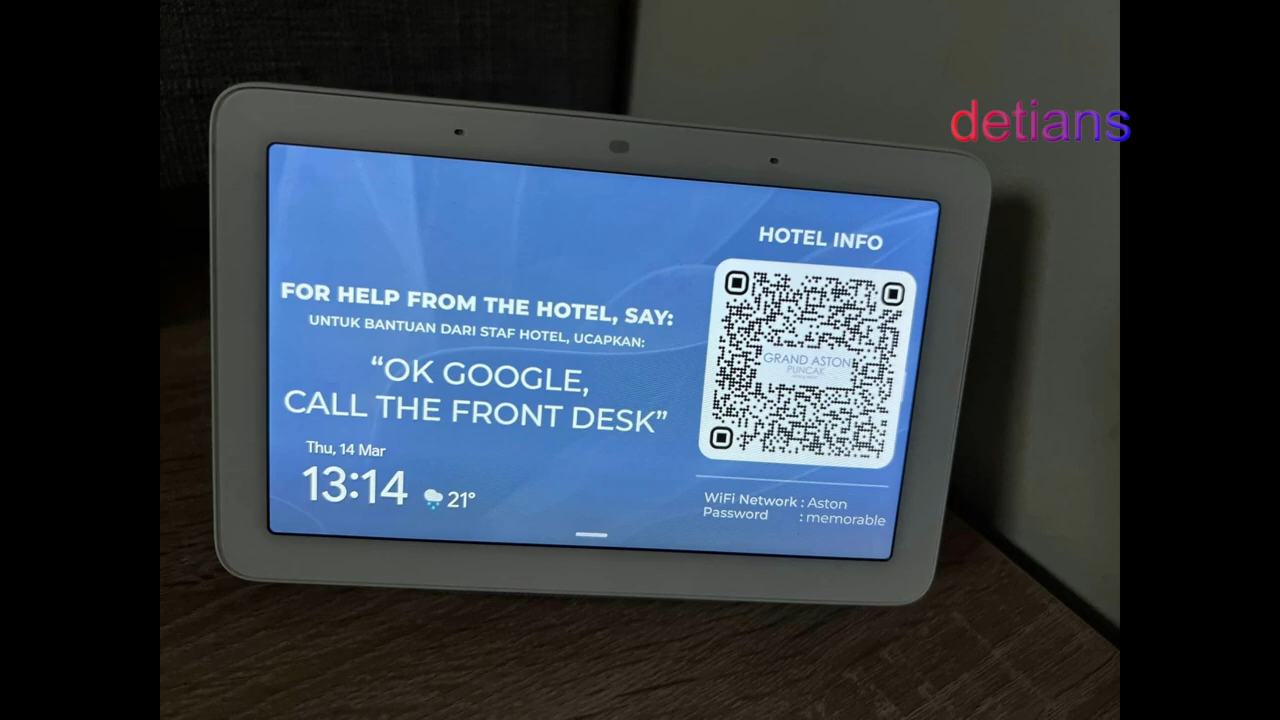 detians
HOTEL INFO
FOR HELP FROM THE HOTEL, SAY:
UNTUK BANTUAN DARI STAF HOTEL, UCAPKAN:
“OK GOOGLE,
CALL THE FRONT DESK”
Thu, 14 Mar
13:14
21°
GRAND ASTON
PUNCAK
WiFi Network : Aston
Password : memorable